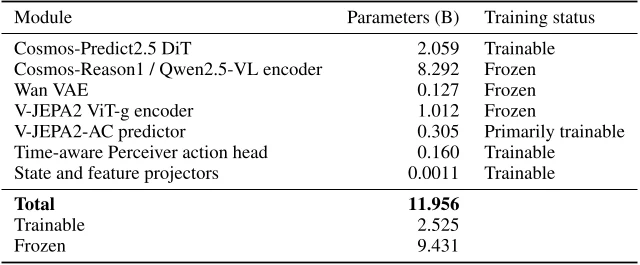 Module Parameters (B) Training status
Cosmos-Predict2.5 DiT 2.059 Trainable
Cosmos-Reason1 / Qwen2.5-VL encoder 8.292 Frozen
Wan VAE 0.127 Frozen
V-JEPA2 ViT-g encoder 1.012 Frozen
V-JEPA2-AC predictor 0.305 Primarily trainable
Time-aware Perceiver action head 0.160 Trainable
State and feature projectors 0.0011 Trainable
Total 11.956
Trainable 2.525
Frozen 9.431